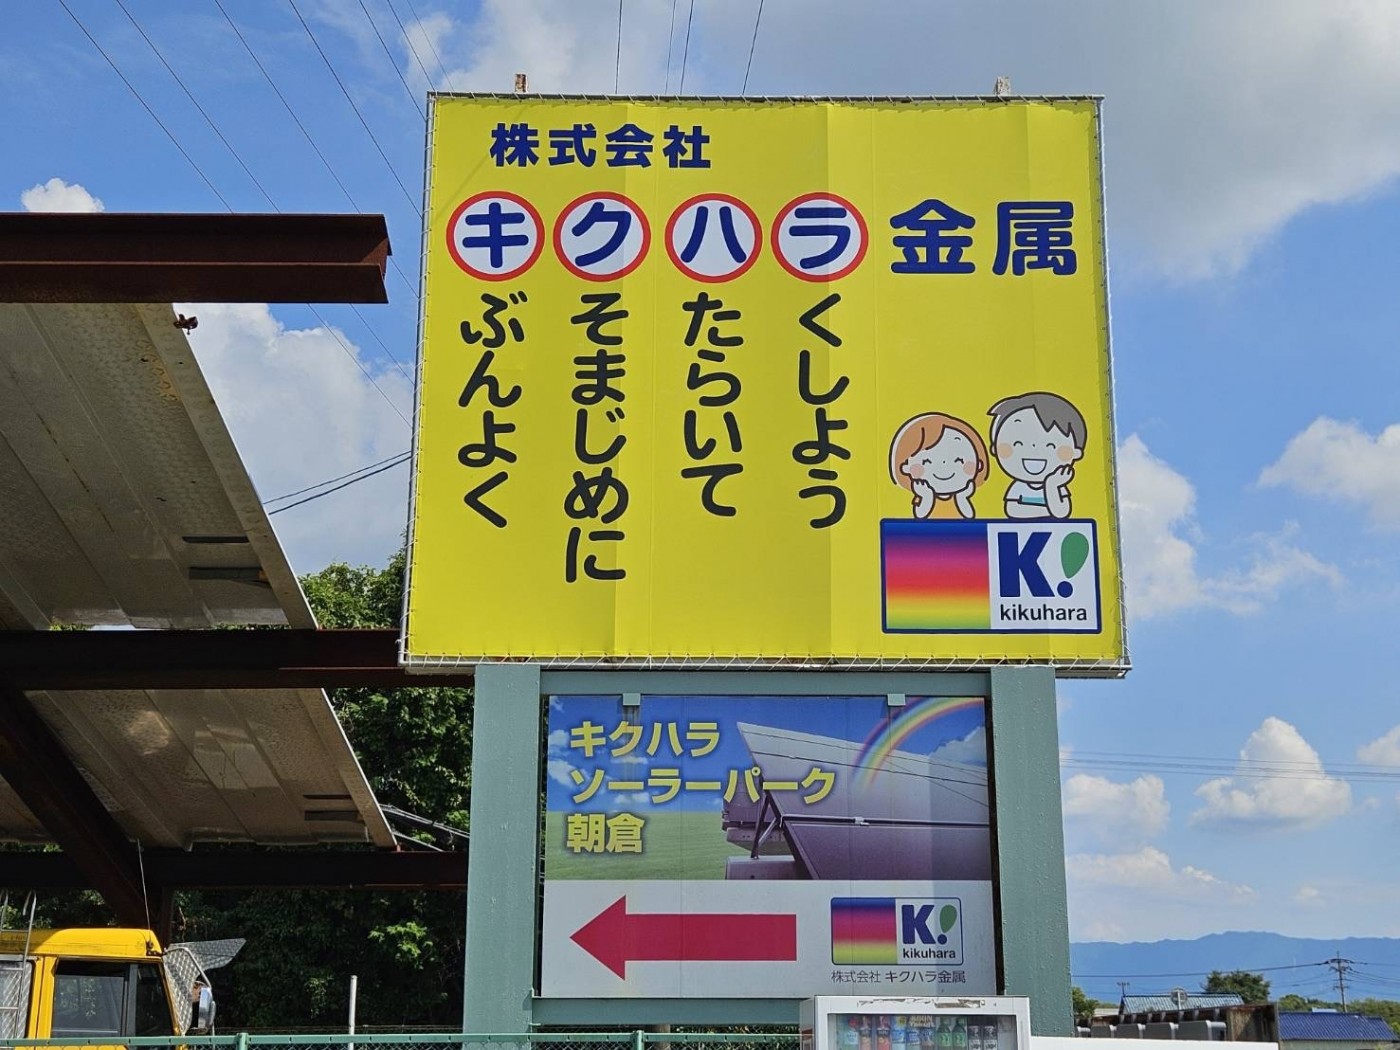 株式会社
キクハラ金属
ぶんよく
そまじめに
たらいて
くしよう
K!
kikuhara
キクハラ
ソーラーパーク
朝倉
K!
kikuhara
株式会社 キクハラ金属